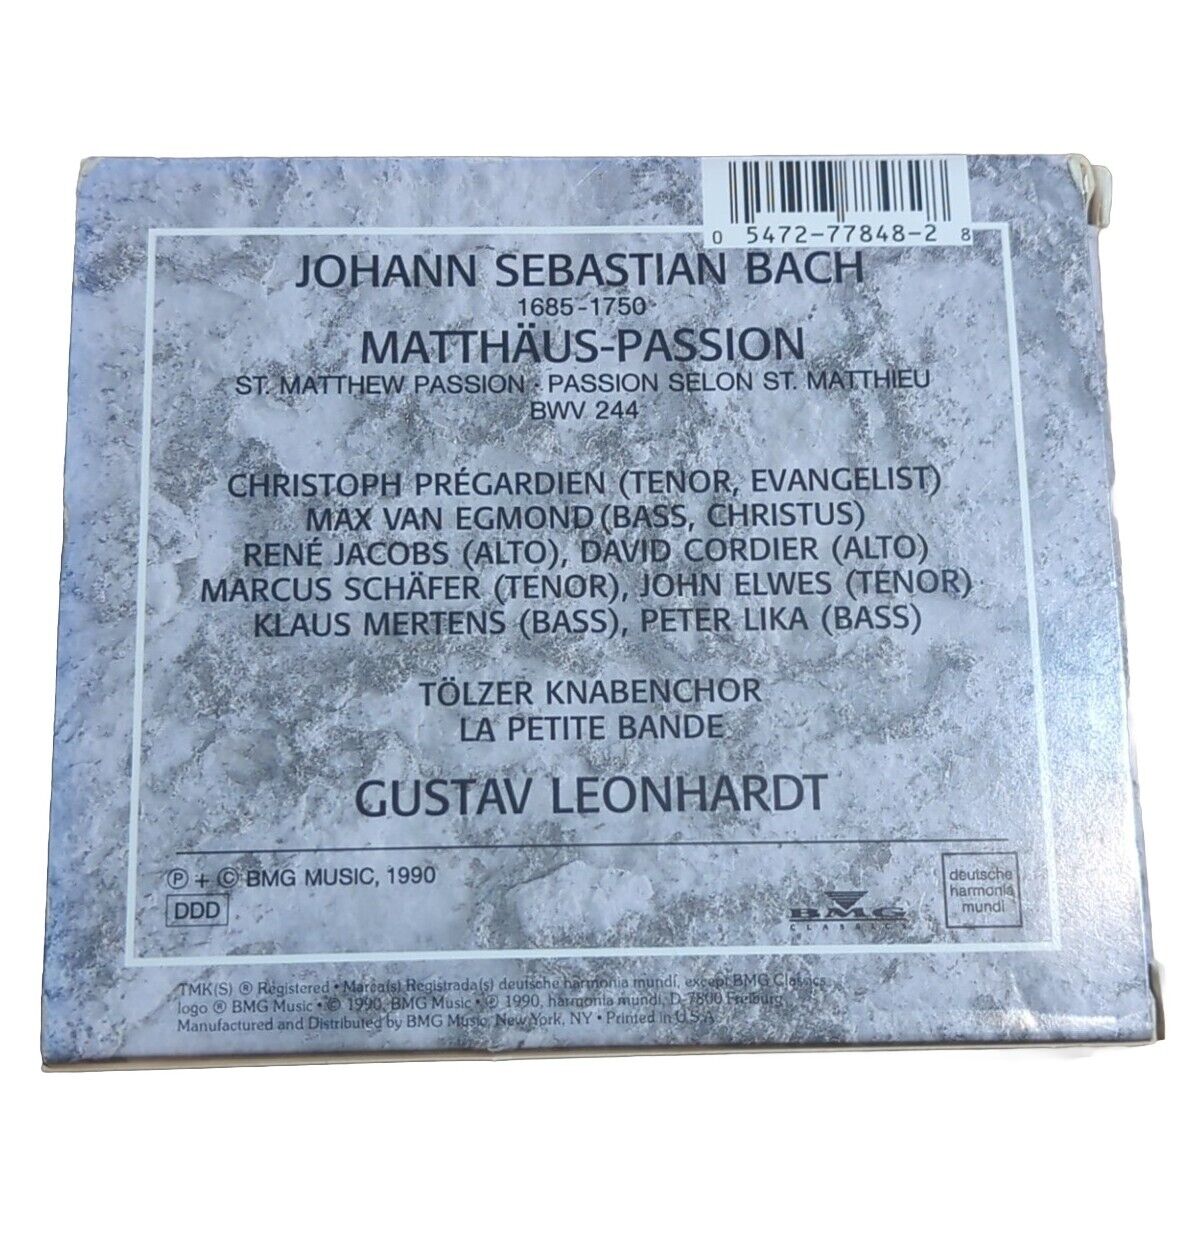 0 5472-77848-2 8
JOHANN SEBASTIAN BACH
1685-1750
MATTHÄUS-PASSION
ST. MATTHEW PASSION · PASSION SELON ST. MATTHIEU
BWV 244
CHRISTOPH PRÉGARDIEN (TENOR, EVANGELIST)
MAX VAN EGMOND (BASS, CHRISTUS)
RENÉ JACOBS (ALTO), DAVID CORDIER (ALTO)
MARCUS SCHÄFER (TENOR), JOHN ELWES (TENOR)
KLAUS MERTENS (BASS), PETER LIKA (BASS)
TÖLZER KNABENCHOR
LA PETITE BANDE
GUSTAV LEONHARDT
Ⓟ + © BMG MUSIC, 1990
DDD
BMG
CLASSICS
deutsche
harmonia
mundi
TMK(S) ® Registered • Marca(s) Registrada(s) deutsche harmonia mundi, except BMG Classics
logo ® BMG Music • © 1990, BMG Music • Ⓟ 1990, harmonia mundi, D-7800 Freiburg
Manufactured and Distributed by BMG Music, New York, NY • Printed in U.S.A.